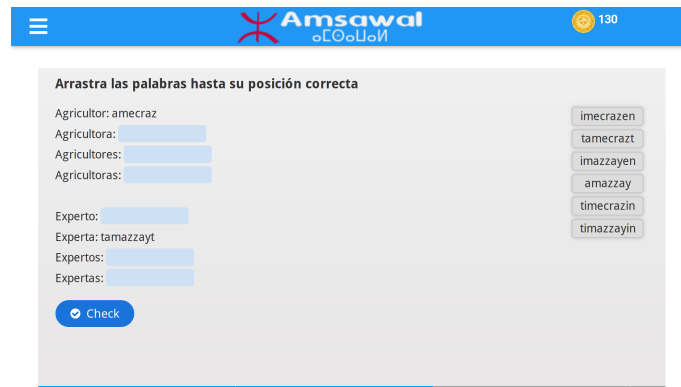 Amsawal
ⴰⵎⵙⴰⵡⴰⵍ
130
Arrastra las palabras hasta su posición correcta
Agricultor: amecraz
Agricultora:
Agricultores:
Agricultoras:
Experto:
Experta: tamazzayt
Expertos:
Expertas:
imecrazen
tamecrazt
imazzayen
amazzay
timecrazin
timazzayin
Check